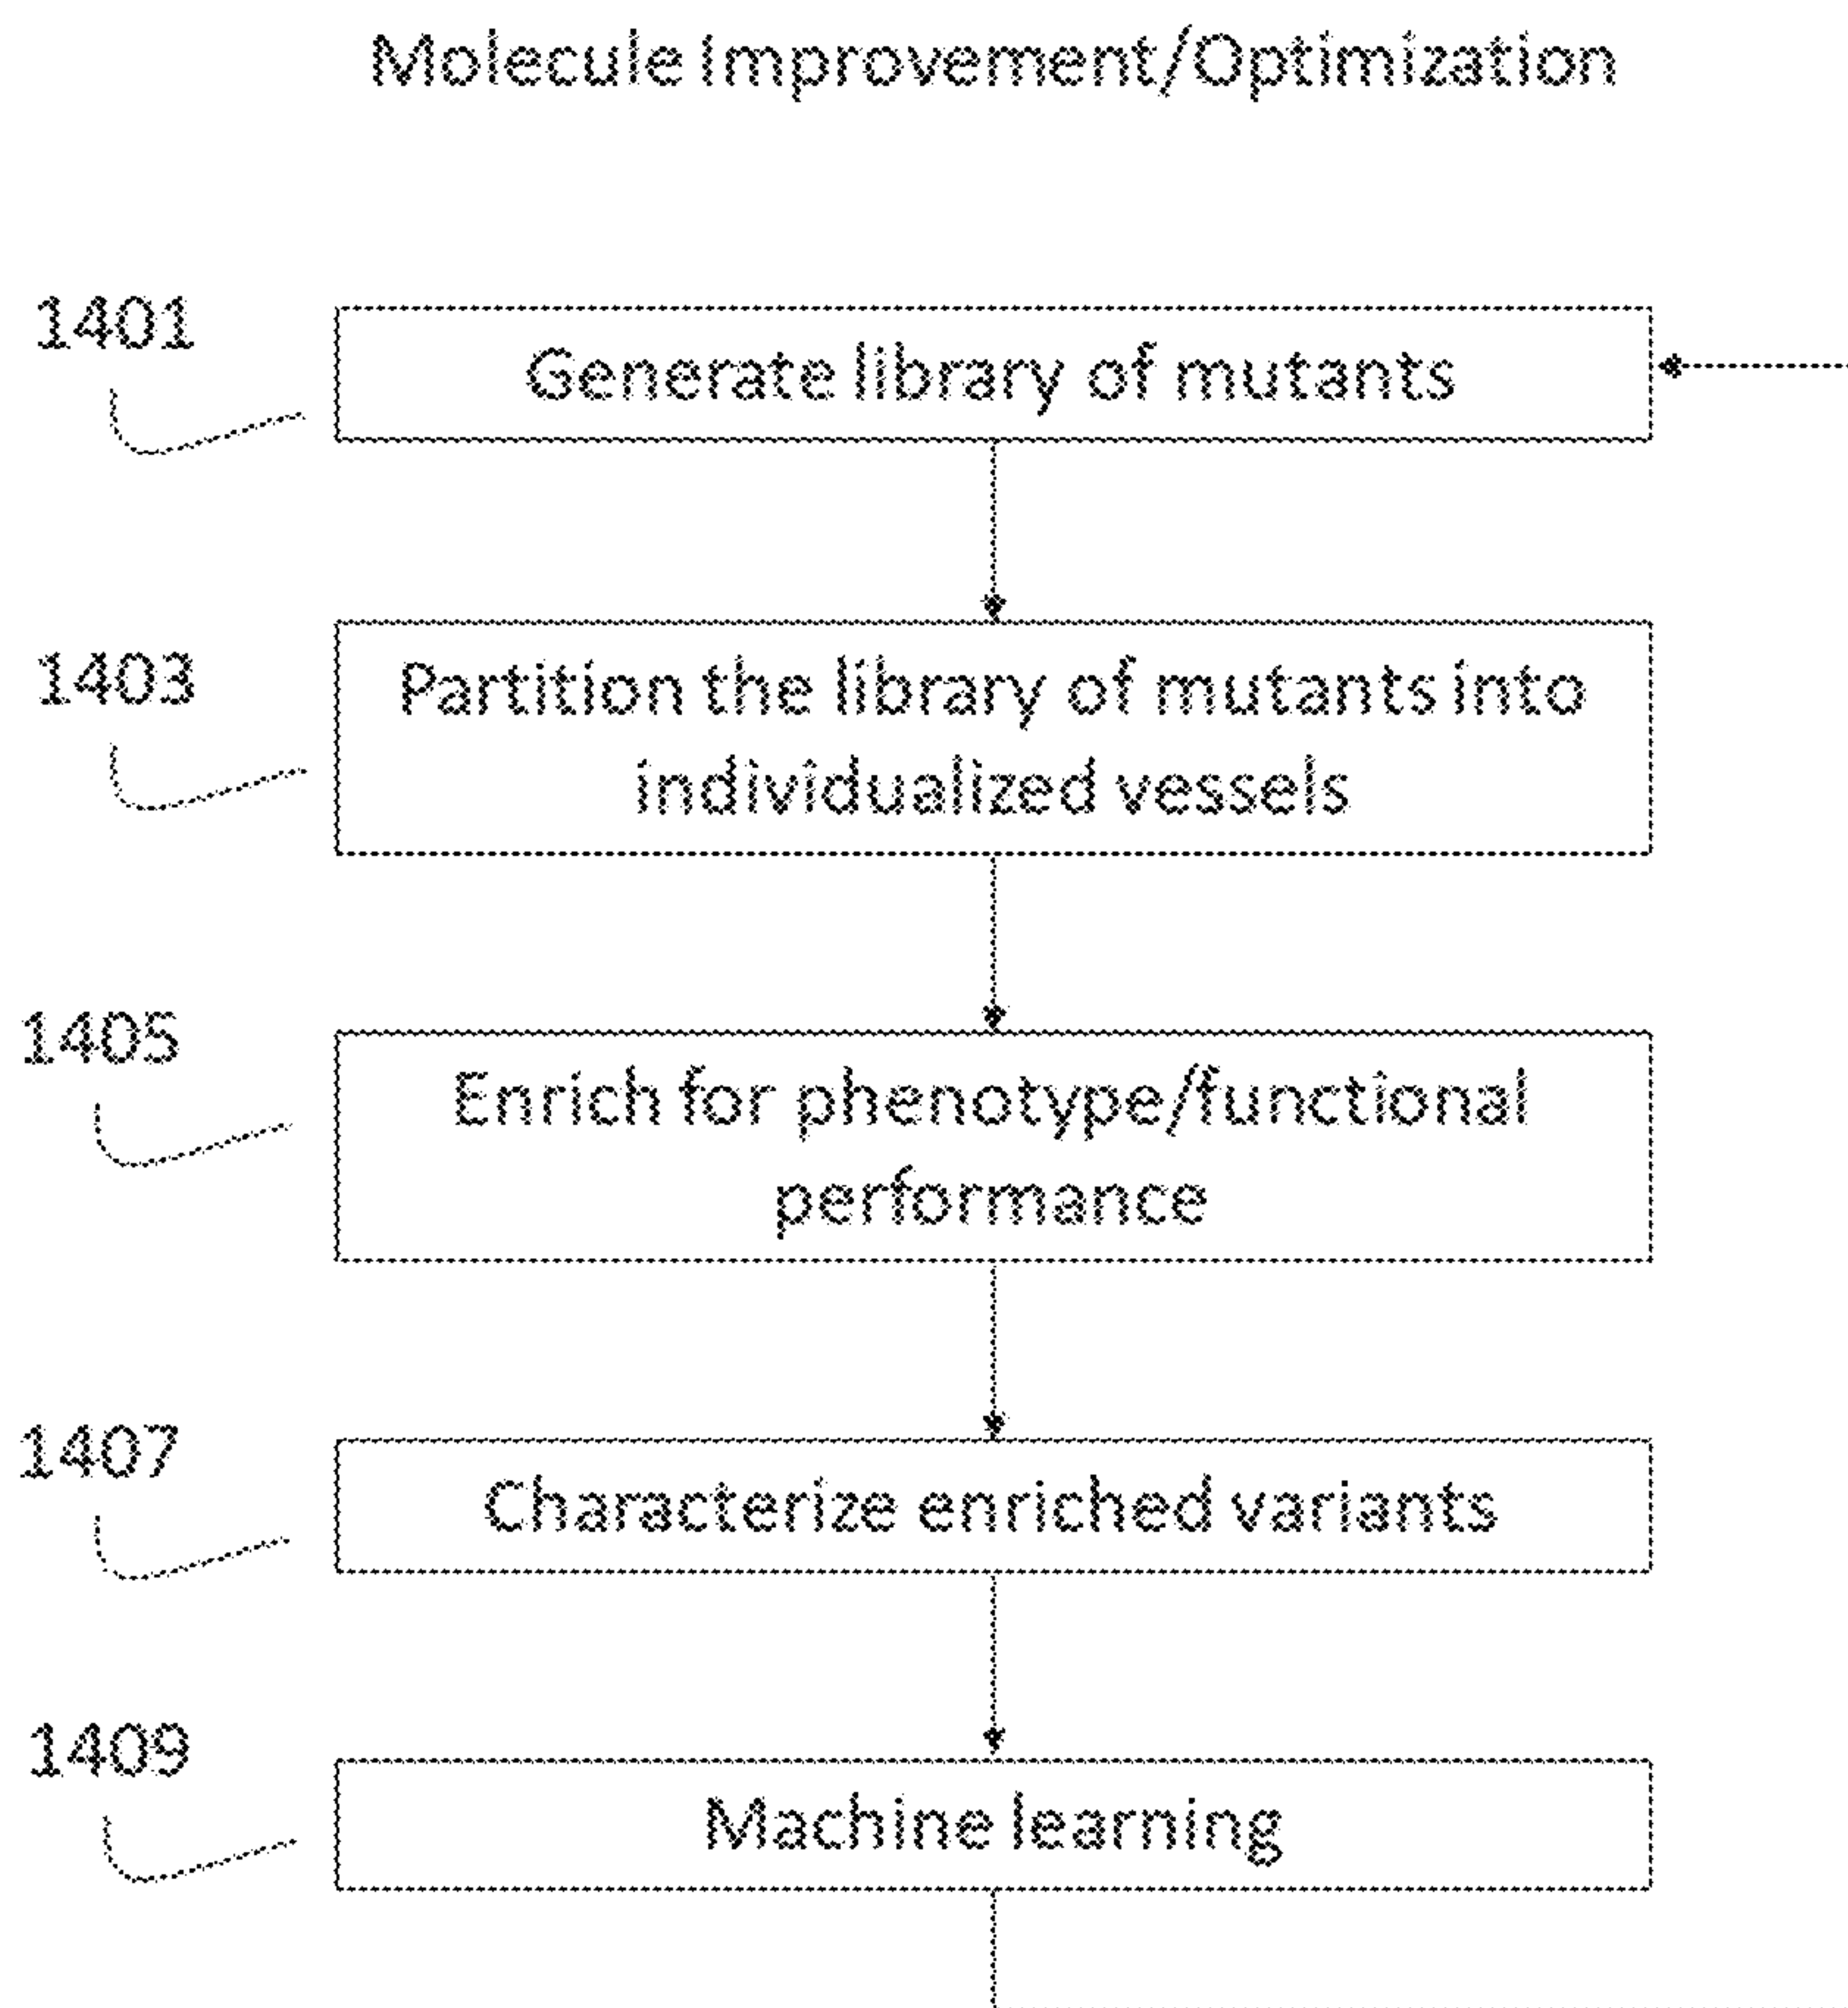 Molecule Improvement/Optimization
1401
Generate library of mutants
1403
Partition the library of mutants into
individualized vessels
1405
Enrich for phenotype/functional
performance
1407
Characterize enriched variants
1409
Machine learning